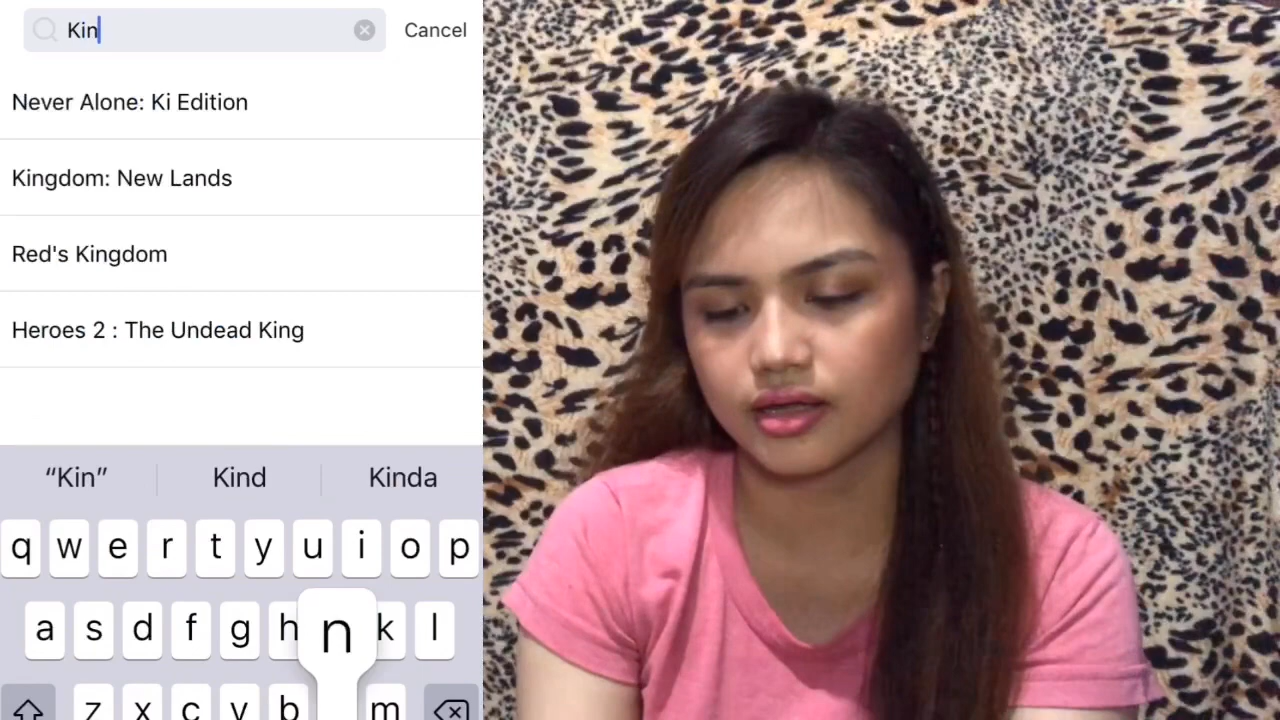 Kin
Cancel
Never Alone: Ki Edition
Kingdom: New Lands
Red's Kingdom
Heroes 2 : The Undead King
“Kin” Kind Kinda
q w e r t y u i o p
a s d f g h n k l
z x c v b m